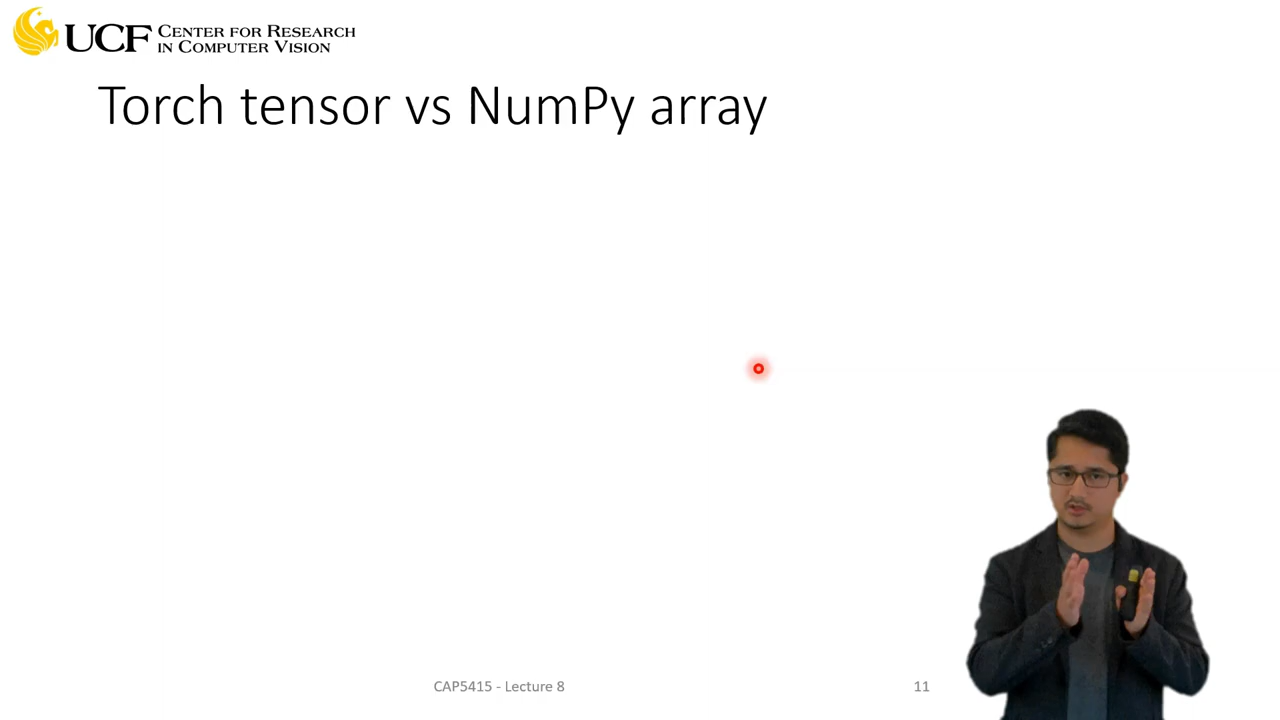 UCF CENTER FOR RESEARCH
IN COMPUTER VISION
Torch tensor vs NumPy array
CAP5415 - Lecture 8
11